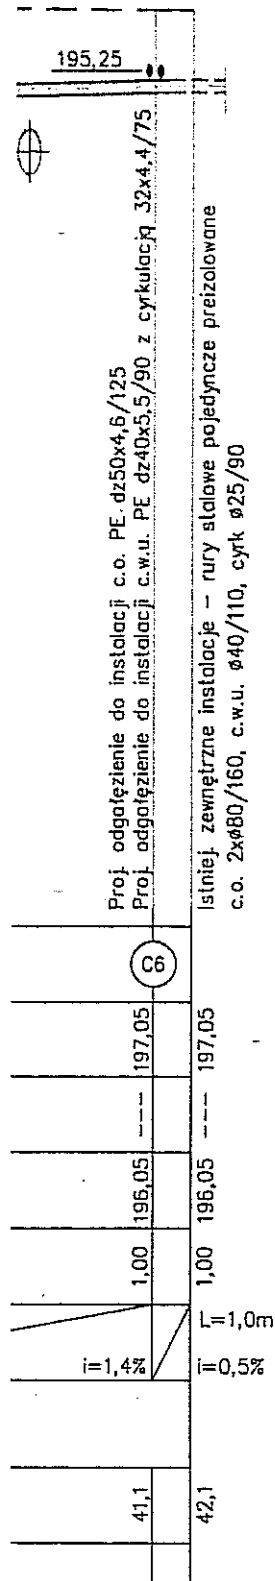 195,25
Proj. odgałęzienie do instalacji c.o. PE dz50x4,6/125
Proj. odgałęzienie do instalacji c.w.u. PE dz40x5,5/90 z cyrkulacją 32x4,4/75
Istniej. zewnętrzne instalacje – rury stalowe pojedyncze preizolowane
c.o. 2xø80/160, c.w.u. ø40/110, cyrk ø25/90
C6
197,05
197,05
---
---
196,05
196,05
1,00
1,00
L=1,0m
i=1,4%
i=0,5%
41,1
42,1